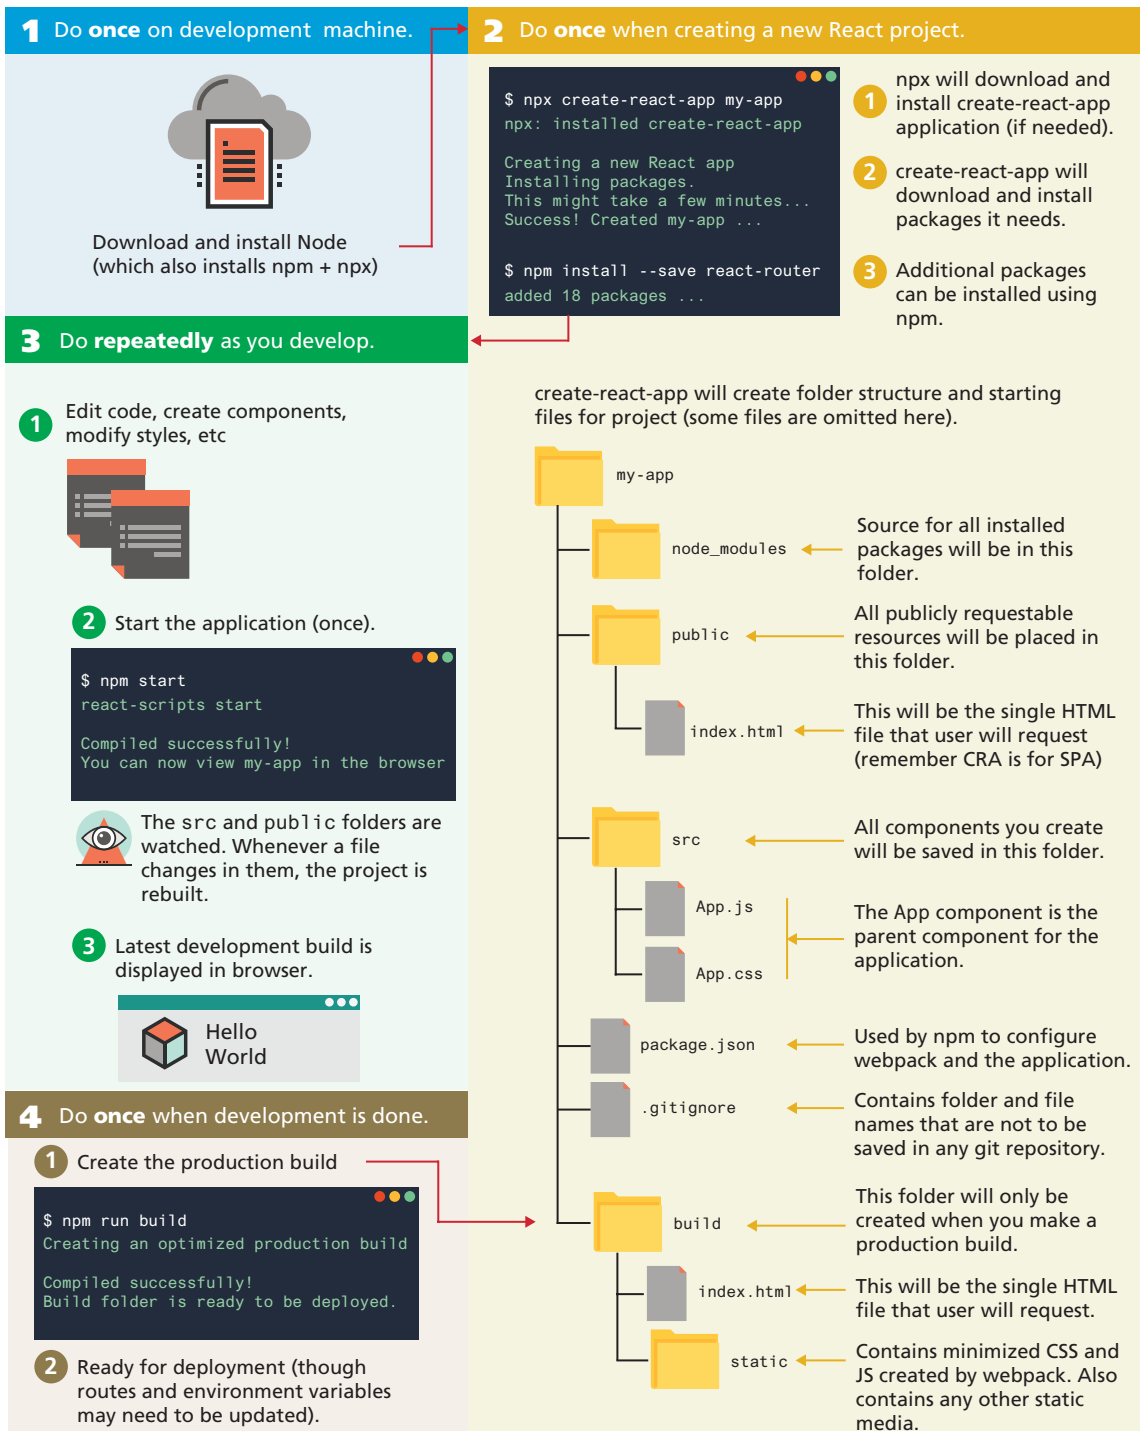 1 Do once on development machine.
Download and install Node
(which also installs npm + npx)
2 Do once when creating a new React project.
$ npx create-react-app my-app
npx: installed create-react-app
Creating a new React app
Installing packages.
This might take a few minutes...
Success! Created my-app ...
$ npm install --save react-router
added 18 packages ...
1 npx will download and
install create-react-app
application (if needed).
2 create-react-app will
download and install
packages it needs.
3 Additional packages
can be installed using
npm.
create-react-app will create folder structure and starting
files for project (some files are omitted here).
my-app
node_modules
Source for all installed
packages will be in this
folder.
public
All publicly requestable
resources will be placed in
this folder.
index.html
This will be the single HTML
file that user will request
(remember CRA is for SPA)
src
All components you create
will be saved in this folder.
App.js
App.css
The App component is the
parent component for the
application.
package.json
Used by npm to configure
webpack and the application.
.gitignore
Contains folder and file
names that are not to be
saved in any git repository.
build
This folder will only be
created when you make a
production build.
index.html
This will be the single HTML
file that user will request.
static
Contains minimized CSS and
JS created by webpack. Also
contains any other static
media.
3 Do repeatedly as you develop.
1 Edit code, create components,
modify styles, etc
2 Start the application (once).
$ npm start
react-scripts start
Compiled successfully!
You can now view my-app in the browser
The src and public folders are
watched. Whenever a file
changes in them, the project is
rebuilt.
3 Latest development build is
displayed in browser.
Hello
World
4 Do once when development is done.
1 Create the production build
$ npm run build
Creating an optimized production build
Compiled successfully!
Build folder is ready to be deployed.
2 Ready for deployment (though
routes and environment variables
may need to be updated).